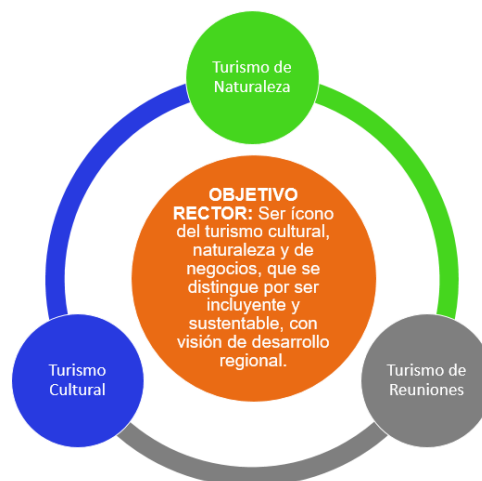 Turismo de
Naturaleza
OBJETIVO
RECTOR: Ser ícono
del turismo cultural,
naturaleza y de
negocios, que se
distingue por ser
incluyente y
sustentable, con
visión de desarrollo
regional.
Turismo
Cultural
Turismo de
Reuniones